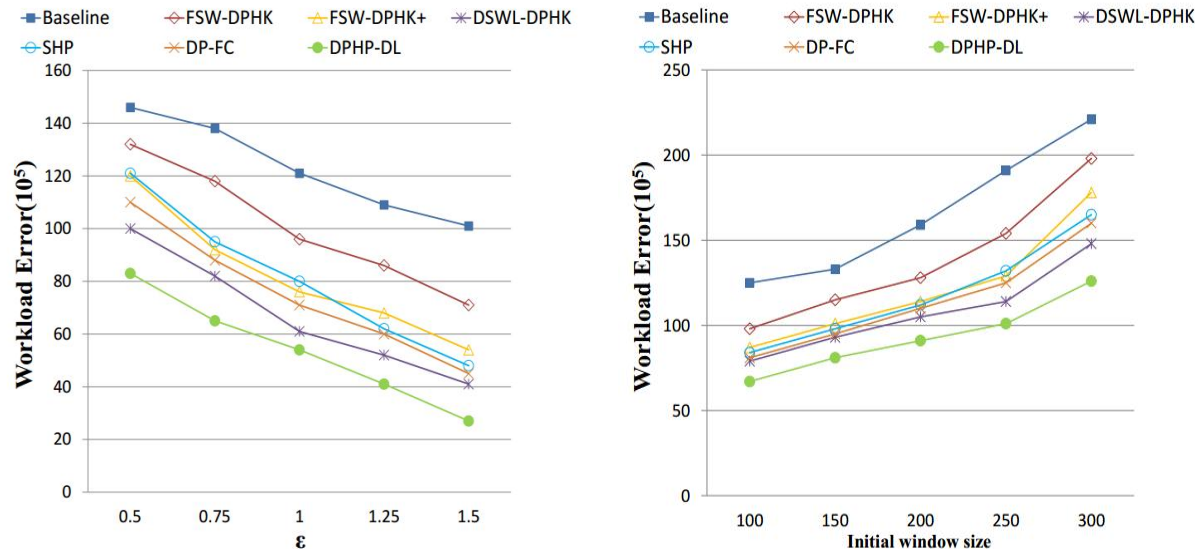 Baseline FSW-DPHK FSW-DPHK+ DSWL-DPHK
SHP DP-FC DPHP-DL
160
140
120
100
80
60
40
20
0
Workload Error(10⁵)
0.5 0.75 1 1.25 1.5
ε
Baseline FSW-DPHK FSW-DPHK+ DSWL-DPHK
SHP DP-FC DPHP-DL
250
200
150
100
50
0
Workload Error(10⁵)
100 150 200 250 300
Initial window size